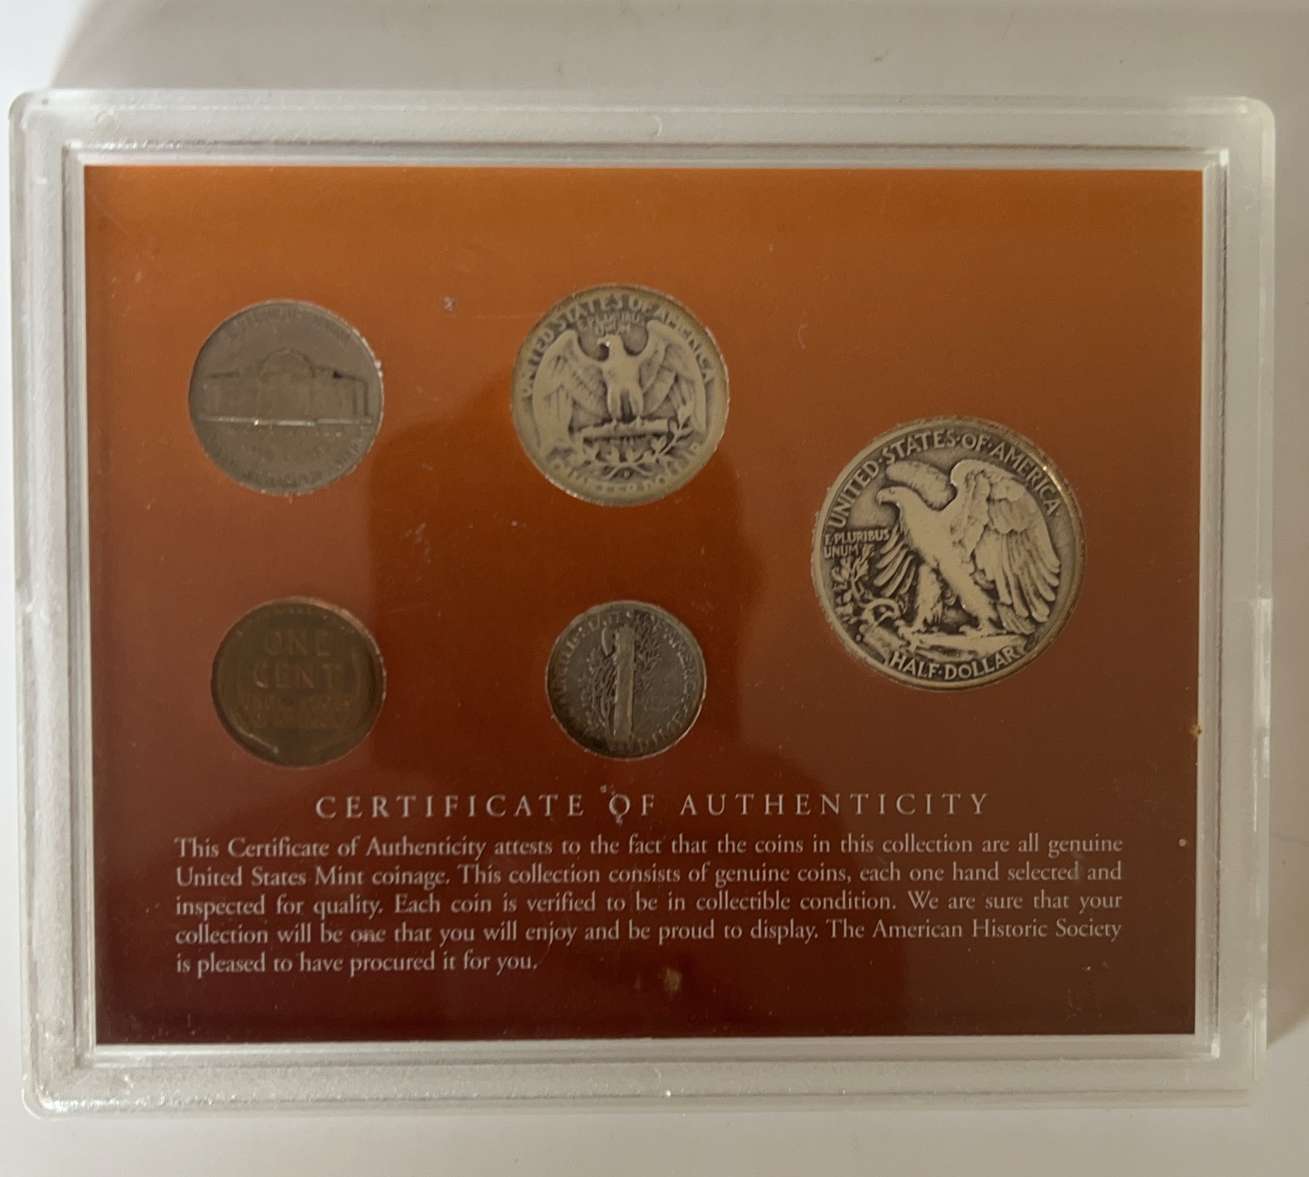 UNITED STATES OF AMERICA
E PLURIBUS
UNUM
UNITED·STATES·OF·AMERICA
E·PLURIBUS
UNUM
HALF·DOLLAR
ONE
CENT
CERTIFICATE OF AUTHENTICITY
This Certificate of Authenticity attests to the fact that the coins in this collection are all genuine
United States Mint coinage. This collection consists of genuine coins, each one hand selected and
inspected for quality. Each coin is verified to be in collectible condition. We are sure that your
collection will be one that you will enjoy and be proud to display. The American Historic Society
is pleased to have procured it for you.